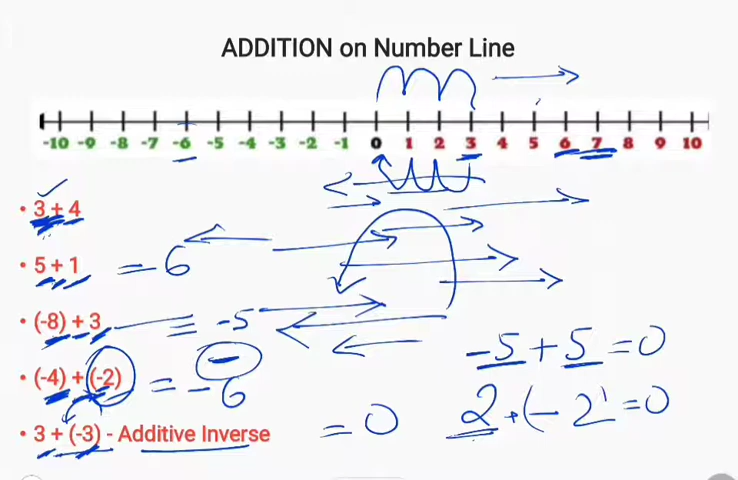 ADDITION on Number Line
-10 -9 -8 -7 -6 -5 -4 -3 -2 -1 0 1 2 3 4 5 6 7 8 9 10
• 3 + 4
• 5 + 1 = 6
• (-8) + 3 = -5
-5 + 5 = 0
• (-4) + (-2) = -6
• 3 + (-3) - Additive Inverse = 0
2 + (-2) = 0